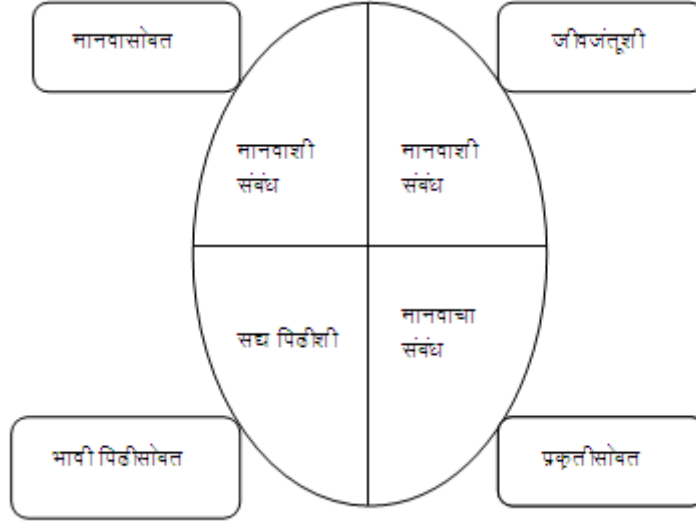 मानवासोबत
जीवजंतूशी
मानवाशी
संबंध
मानवाशी
संबंध
सद्य पिढीशी
मानवाचा
संबंध
भावी पिढीसोबत
प्रकृतीसोबत